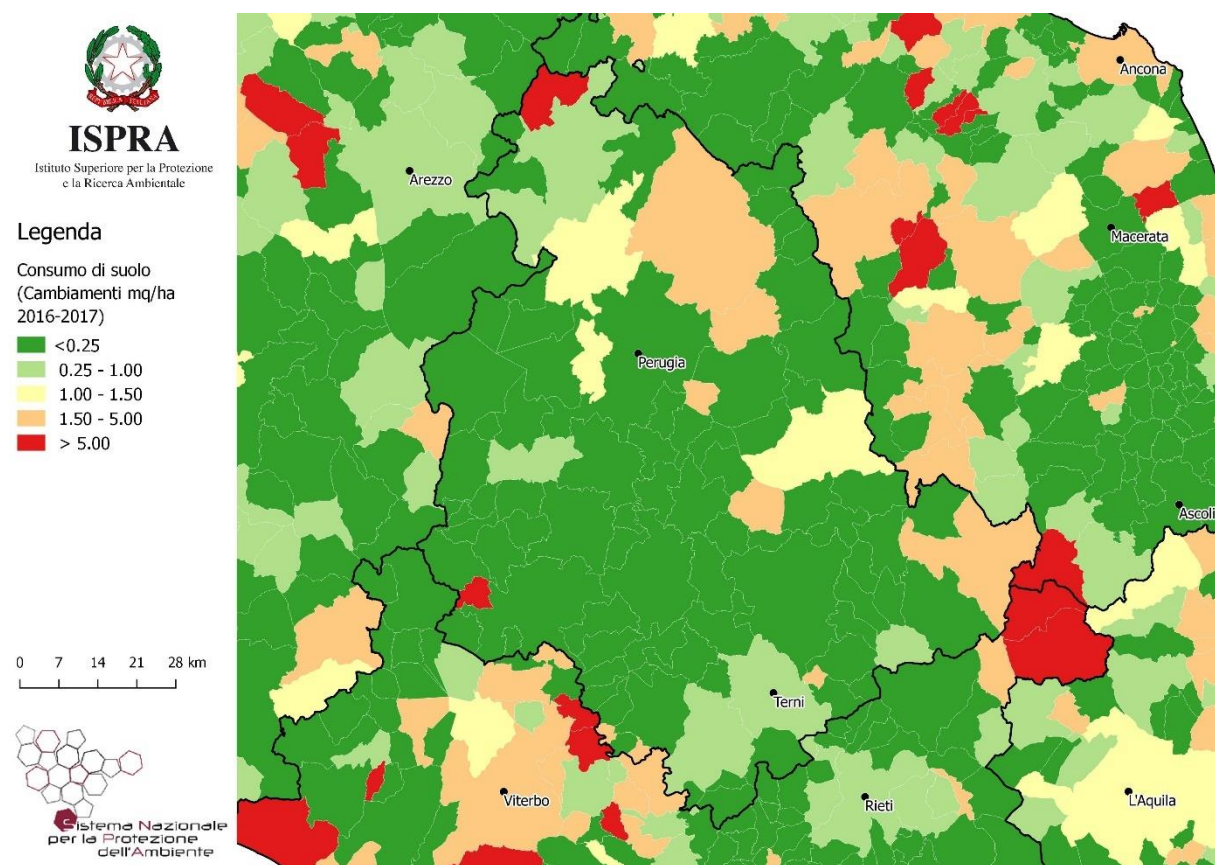 REPVBBLICA ITALIANA
ISPRA
Istituto Superiore per la Protezione
e la Ricerca Ambientale
Legenda
Consumo di suolo
(Cambiamenti mq/ha
2016-2017)
<0.25
0.25 - 1.00
1.00 - 1.50
1.50 - 5.00
> 5.00
0 7 14 21 28 km
Sistema Nazionale
per la Protezione
dell'Ambiente
Ancona
Arezzo
Macerata
Perugia
Ascoli
Terni
Viterbo
Rieti
L'Aquila